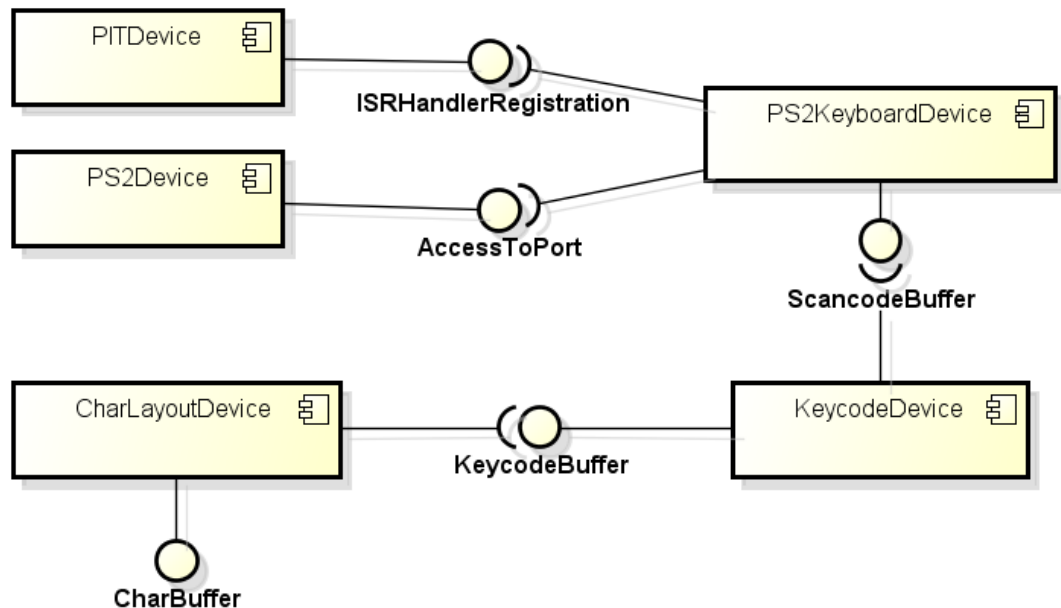 PITDevice
ISRHandlerRegistration
PS2KeyboardDevice
PS2Device
AccessToPort
ScancodeBuffer
CharLayoutDevice
KeycodeBuffer
KeycodeDevice
CharBuffer